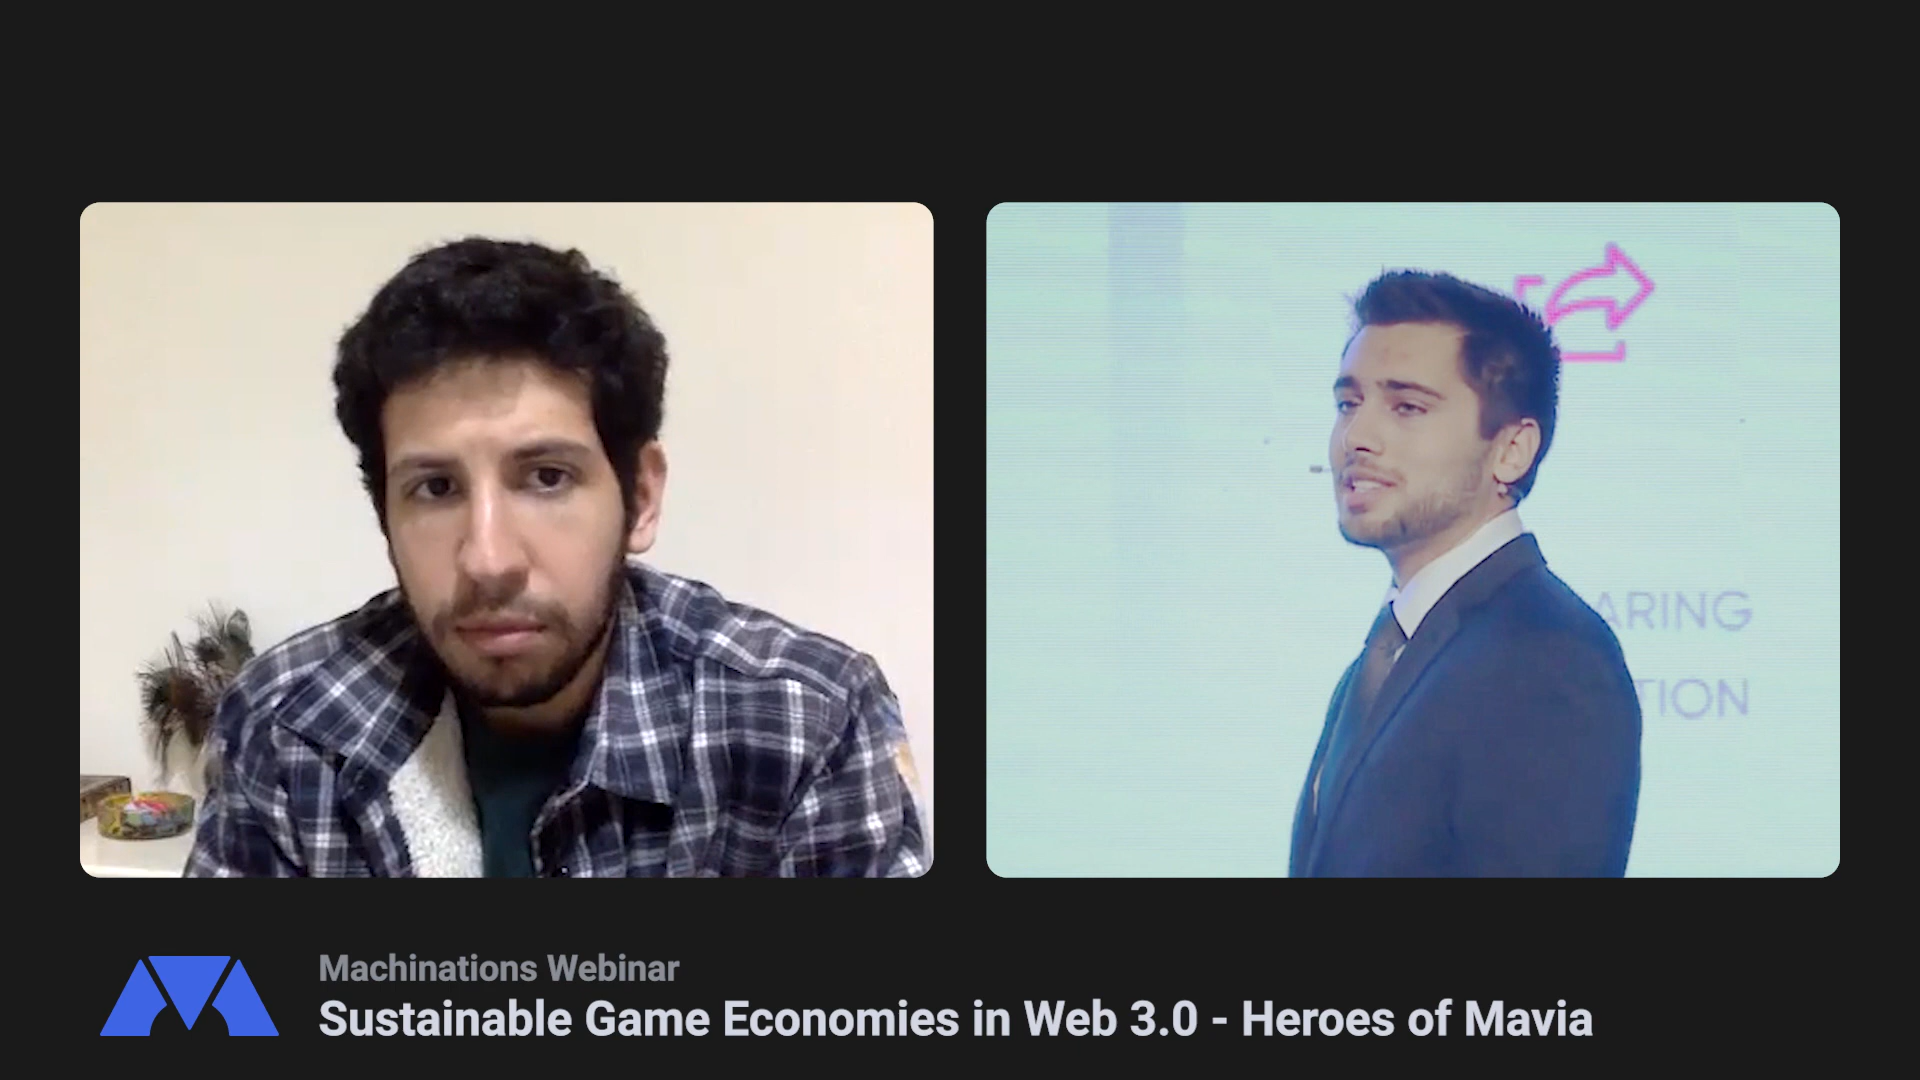 ARING
TION
Machinations Webinar
Sustainable Game Economies in Web 3.0 - Heroes of Mavia